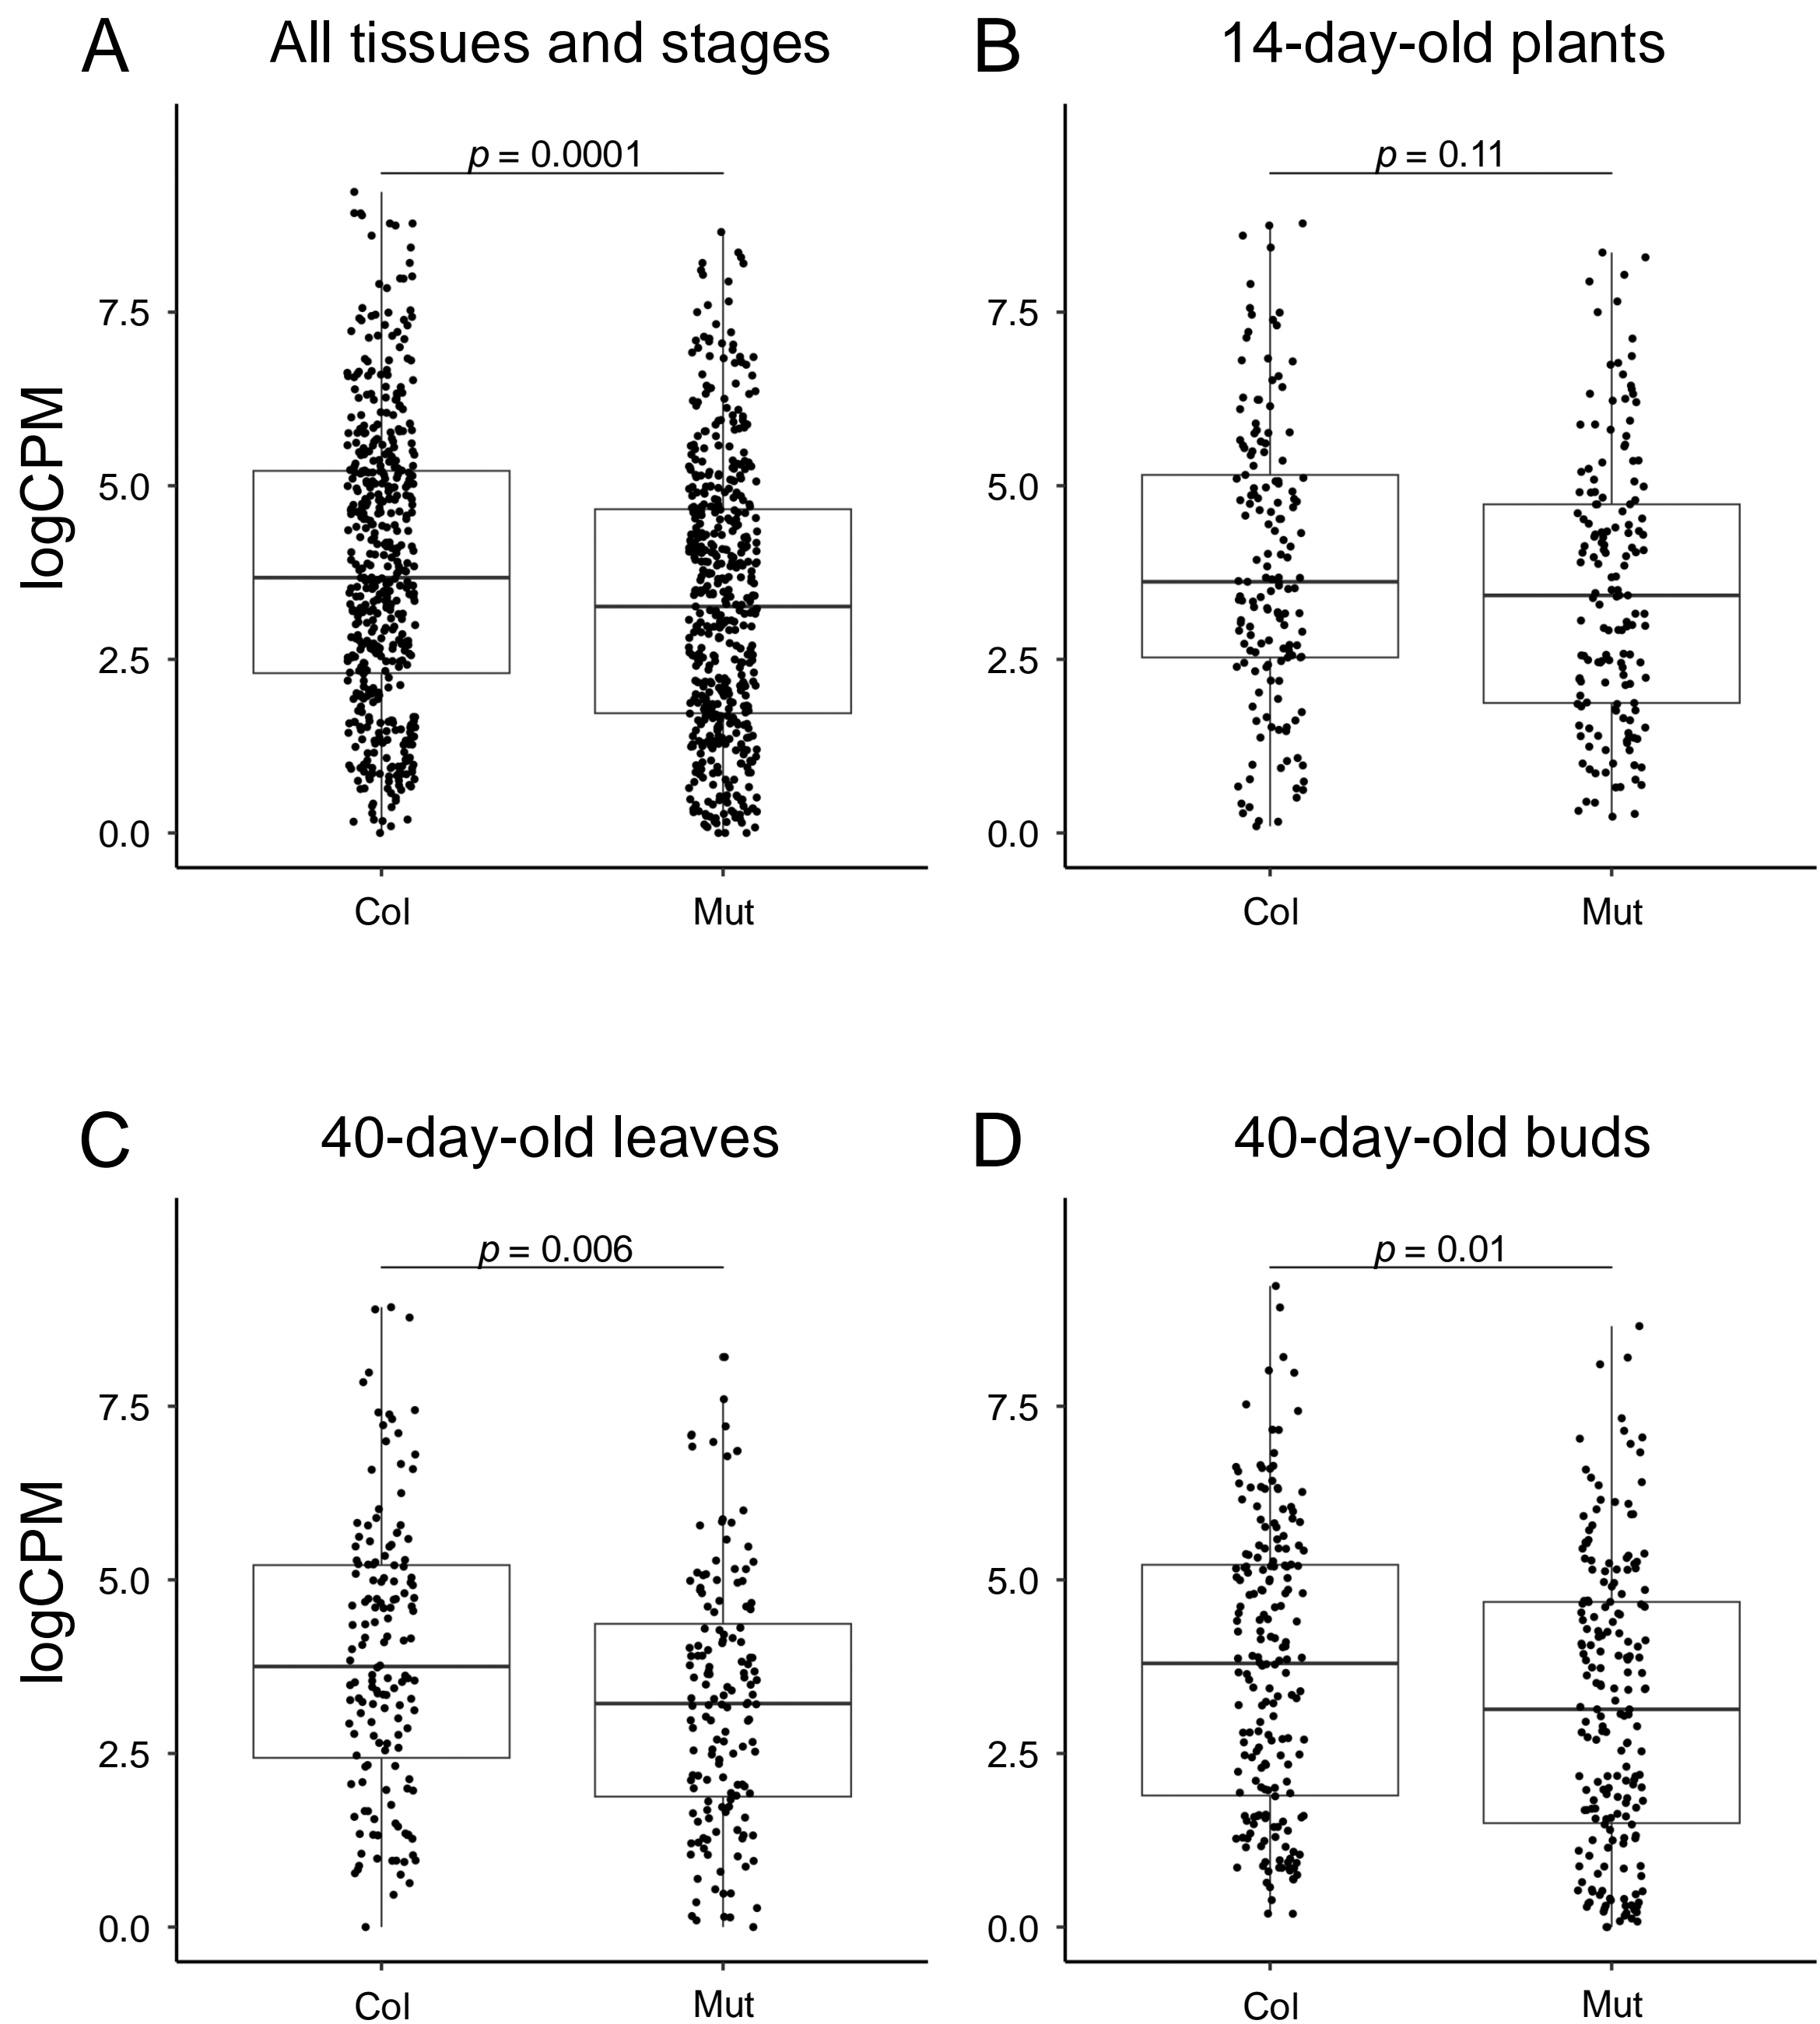 A All tissues and stages
p = 0.0001
logCPM
7.5
5.0
2.5
0.0
Col Mut
B 14-day-old plants
p = 0.11
7.5
5.0
2.5
0.0
Col Mut
C 40-day-old leaves
p = 0.006
logCPM
7.5
5.0
2.5
0.0
Col Mut
D 40-day-old buds
p = 0.01
7.5
5.0
2.5
0.0
Col Mut